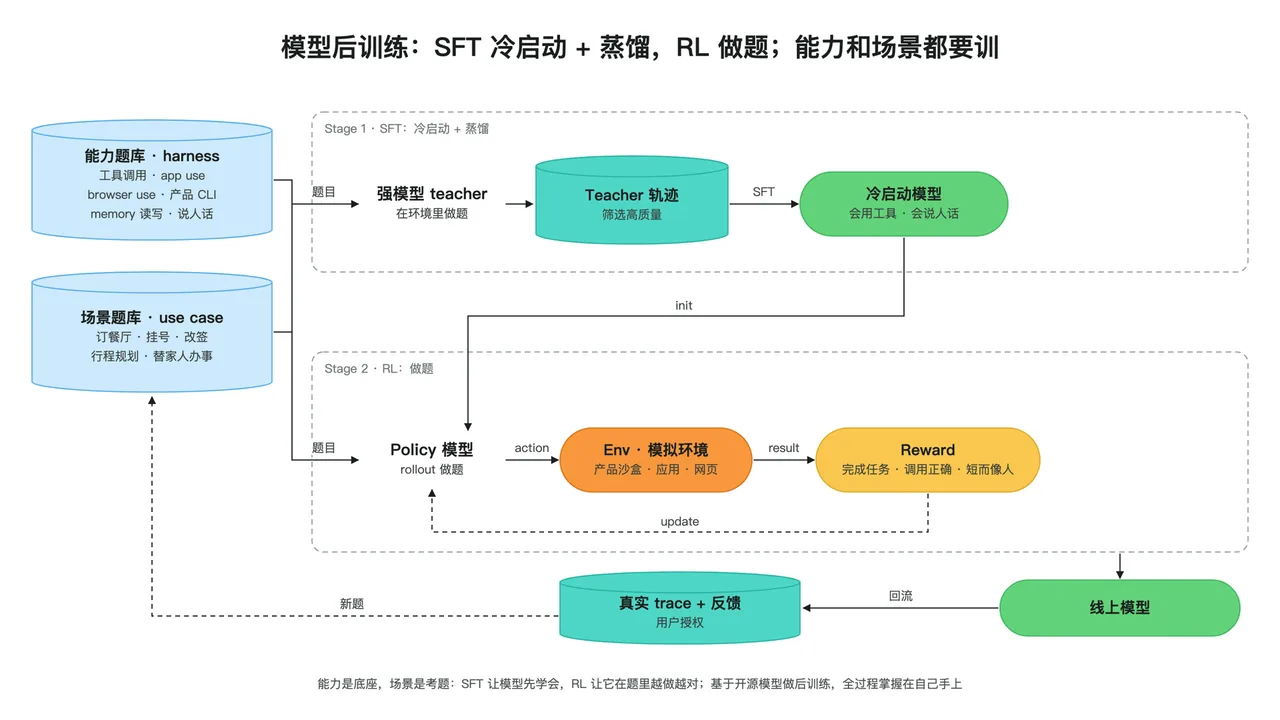 模型后训练：SFT 冷启动 + 蒸馏，RL 做题；能力和场景都要训
能力题库 · harness
工具调用 · app use
browser use · 产品 CLI
memory 读写 · 说人话
场景题库 · use case
订餐厅 · 挂号 · 改签
行程规划 · 替家人办事
Stage 1 · SFT：冷启动 + 蒸馏
题目
强模型 teacher
在环境里做题
Teacher 轨迹
筛选高质量
SFT
冷启动模型
会用工具 · 会说人话
init
Stage 2 · RL：做题
题目
Policy 模型
rollout 做题
action
Env · 模拟环境
产品沙盒 · 应用 · 网页
result
Reward
完成任务 · 调用正确 · 短而像人
update
新题
真实 trace + 反馈
用户授权
回流
线上模型
能力是底座，场景是考题：SFT 让模型先学会，RL 让它在题里越做越对；基于开源模型做后训练，全过程掌握在自己手上